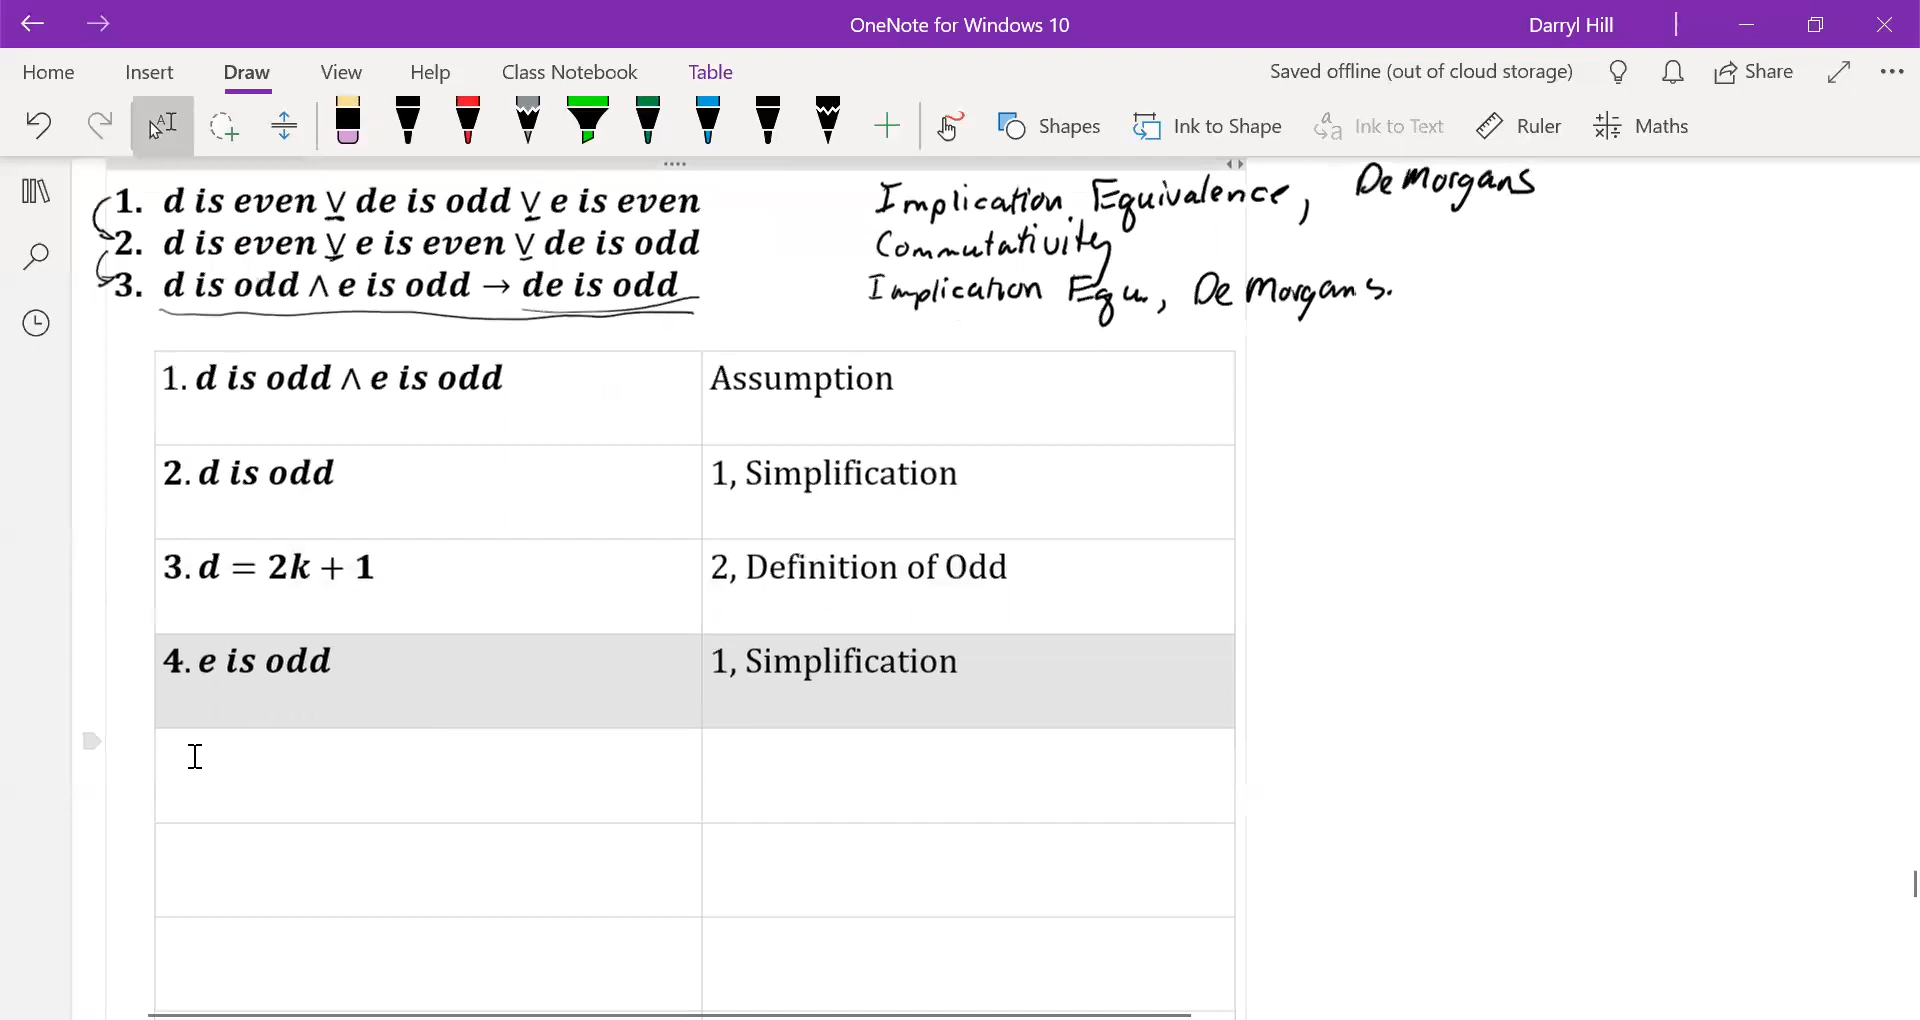 OneNote for Windows 10
Darryl Hill
Home Insert Draw View Help Class Notebook Table
Saved offline (out of cloud storage) Share
Shapes Ink to Shape Ink to Text Ruler Maths
1. d is even ∨ de is odd ∨ e is even Implication Equivalence, DeMorgans
2. d is even ∨ e is even ∨ de is odd Commutativity
3. d is odd ∧ e is odd → de is odd Implication Equ., De Morgans.
1. d is odd ∧ e is odd Assumption
2. d is odd 1, Simplification
3. d = 2k + 1 2, Definition of Odd
4. e is odd 1, Simplification